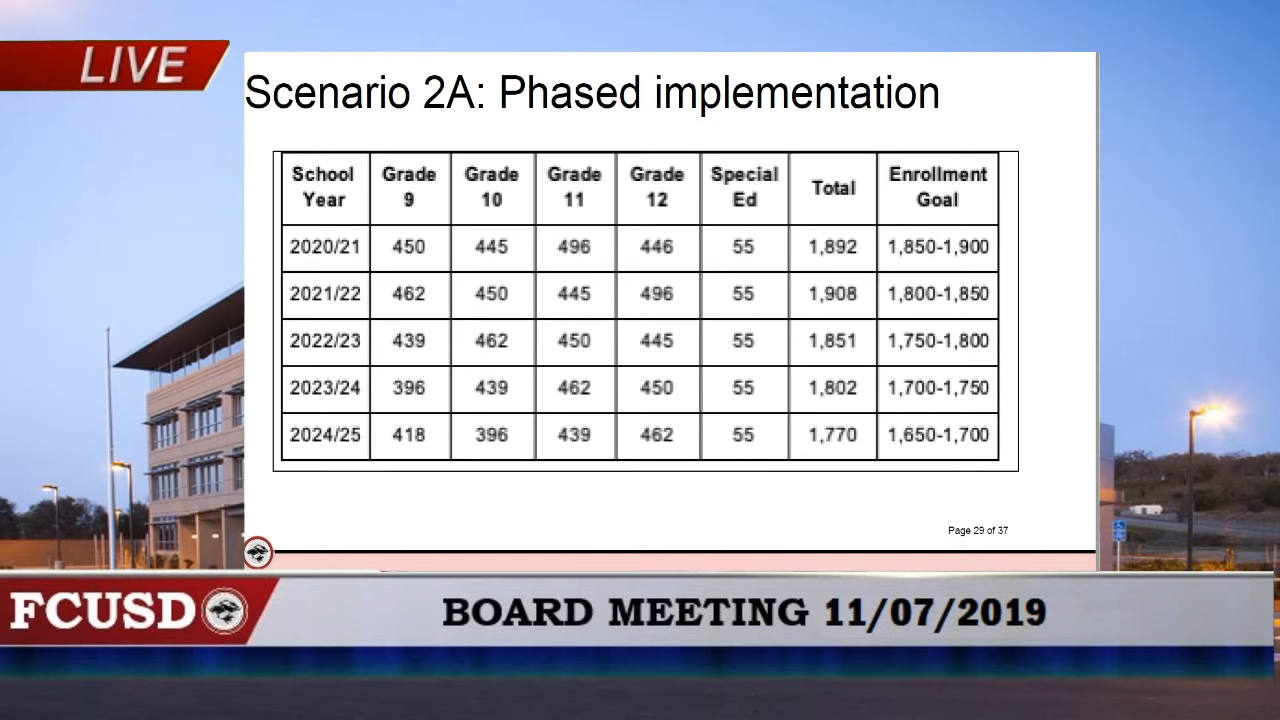 LIVE
Scenario 2A: Phased implementation
School Year Grade 9 Grade 10 Grade 11 Grade 12 Special Ed Total Enrollment Goal
2020/21 450 445 496 446 55 1,892 1,850-1,900
2021/22 462 450 445 496 55 1,908 1,800-1,850
2022/23 439 462 450 445 55 1,851 1,750-1,800
2023/24 396 439 462 450 55 1,802 1,700-1,750
2024/25 418 396 439 462 55 1,770 1,650-1,700
Page 29 of 37
FCUSD BOARD MEETING 11/07/2019